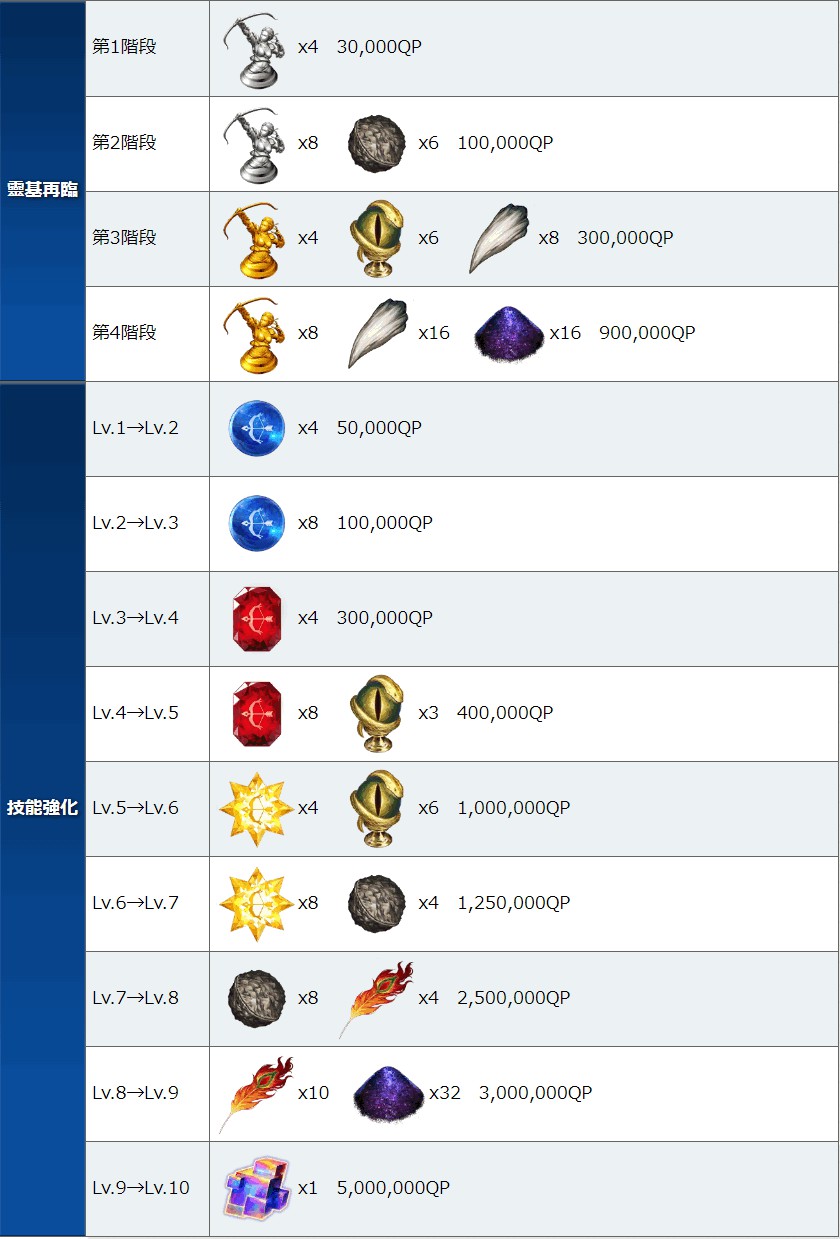 靈基再臨
第1階段 x4 30,000QP
第2階段 x8 x6 100,000QP
第3階段 x4 x6 x8 300,000QP
第4階段 x8 x16 x16 900,000QP
技能強化
Lv.1→Lv.2 x4 50,000QP
Lv.2→Lv.3 x8 100,000QP
Lv.3→Lv.4 x4 300,000QP
Lv.4→Lv.5 x8 x3 400,000QP
Lv.5→Lv.6 x4 x6 1,000,000QP
Lv.6→Lv.7 x8 x4 1,250,000QP
Lv.7→Lv.8 x8 x4 2,500,000QP
Lv.8→Lv.9 x10 x32 3,000,000QP
Lv.9→Lv.10 x1 5,000,000QP